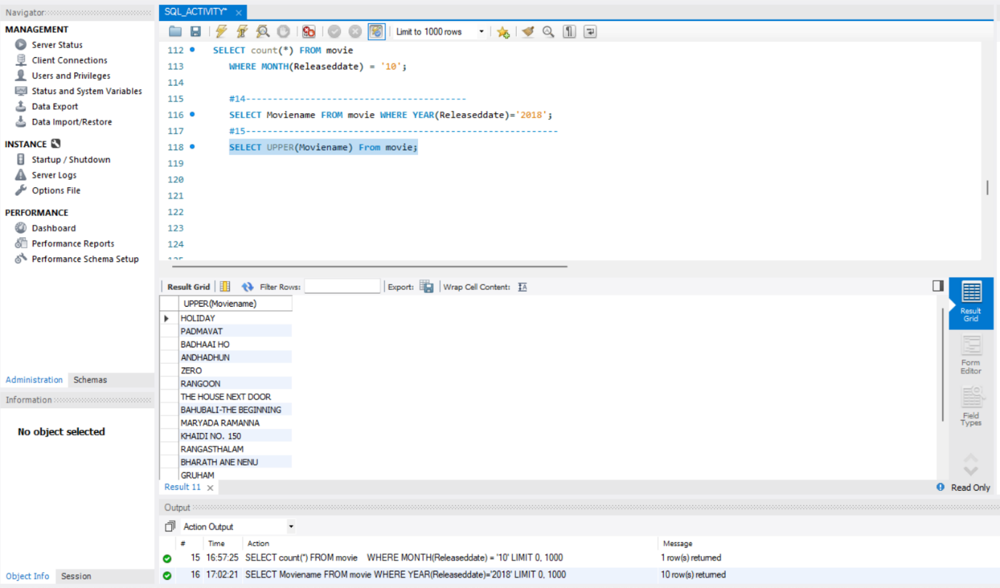 Navigator
SQL_ACTIVITY*
MANAGEMENT
Server Status
Client Connections
Users and Privileges
Status and System Variables
Data Export
Data Import/Restore
INSTANCE
Startup / Shutdown
Server Logs
Options File
PERFORMANCE
Dashboard
Performance Reports
Performance Schema Setup
Administration Schemas
Information
No object selected
Object Info Session
Limit to 1000 rows
112 SELECT count(*) FROM movie
113 WHERE MONTH(Releaseddate) = '10';
114
115 #14-----------------------------------------
116 SELECT Moviename FROM movie WHERE YEAR(Releaseddate)='2018';
117 #15----------------------------------------------------------
118 SELECT UPPER(Moviename) From movie;
119
120
121
122
123
124
Result Grid Filter Rows: Export: Wrap Cell Content:
UPPER(Moviename)
HOLIDAY
PADMAVAT
BADHAAI HO
ANDHADHUN
ZERO
RANGOON
THE HOUSE NEXT DOOR
BAHUBALI-THE BEGINNING
MARYADA RAMANNA
KHAIDI NO. 150
RANGASTHALAM
BHARATH ANE NENU
GRUHAM
Result
Grid
Form
Editor
Field
Types
Result 11 Read Only
Output
Action Output
# Time Action Message
15 16:57:25 SELECT count(*) FROM movie WHERE MONTH(Releaseddate) = '10' LIMIT 0, 1000 1 row(s) returned
16 17:02:21 SELECT Moviename FROM movie WHERE YEAR(Releaseddate)='2018' LIMIT 0, 1000 10 row(s) returned